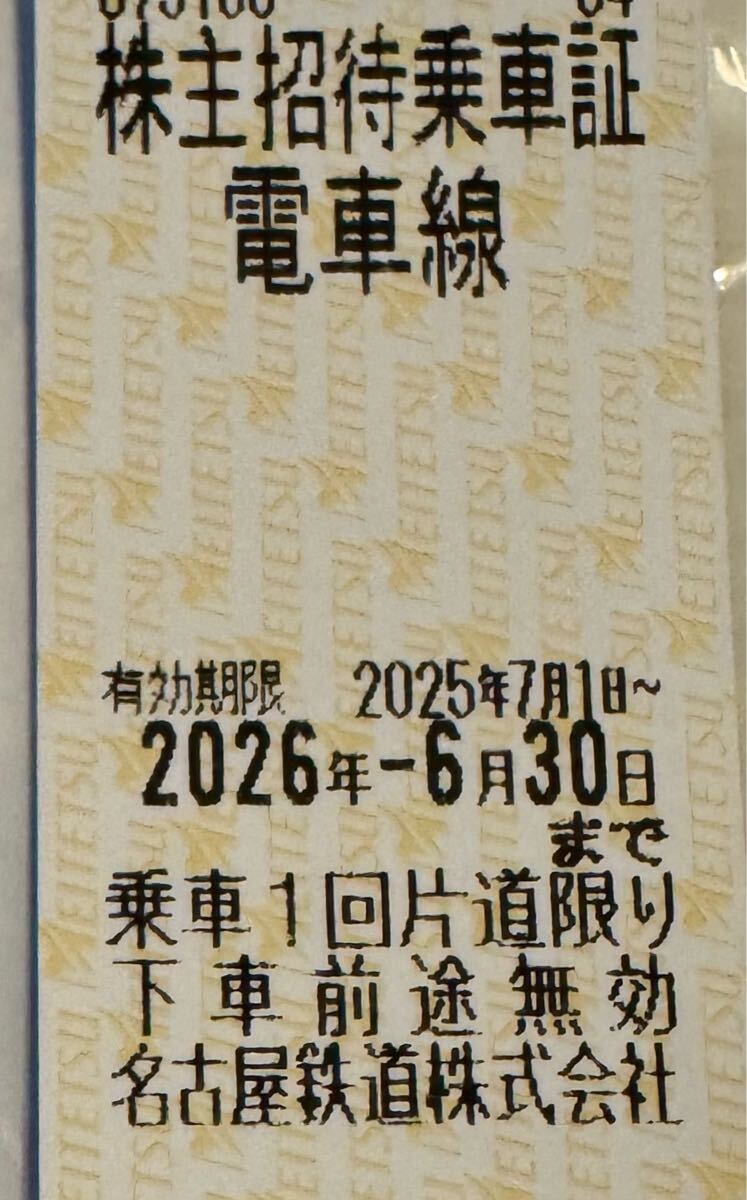 株主招待乗車証
電車線
有効期限 2025年7月1日~
2026年-6月30日
まで
乗車1回片道限り
下車前途無効
名古屋鉄道株式会社
MEITETSU